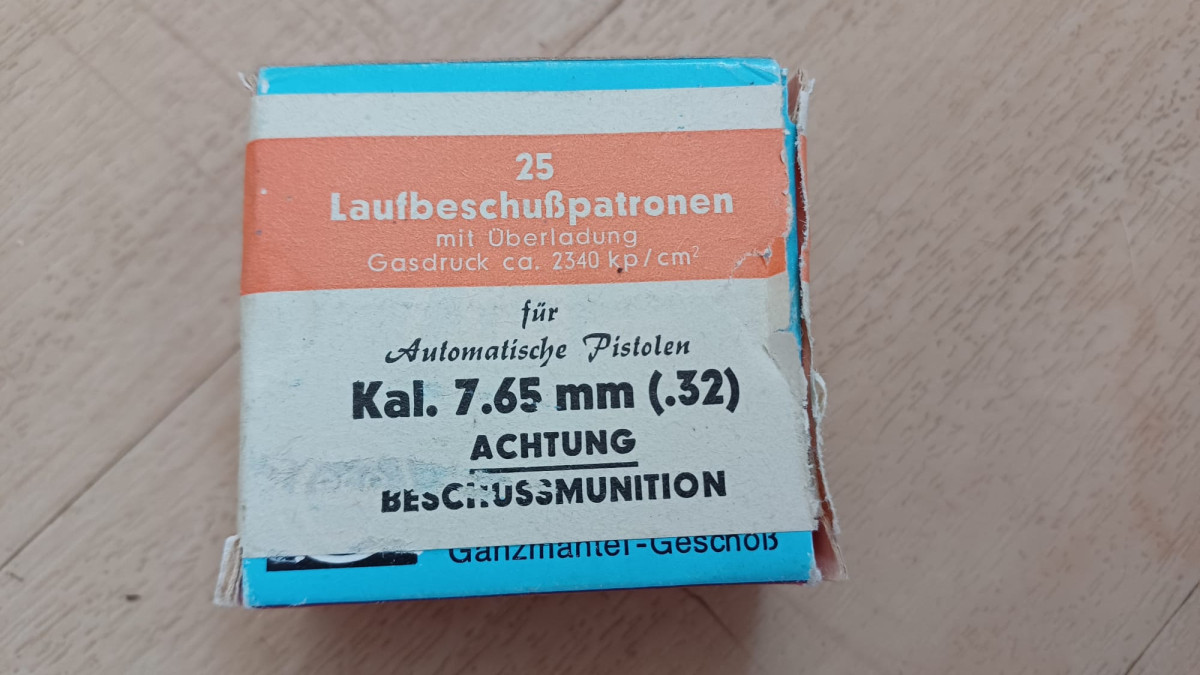 25
Laufbeschußpatronen
mit Überladung
Gasdruck ca. 2340 kp/cm²
für
Automatische Pistolen
Kal. 7.65 mm (.32)
ACHTUNG
BESCHUSSMUNITION
Ganzmantel-Geschoß